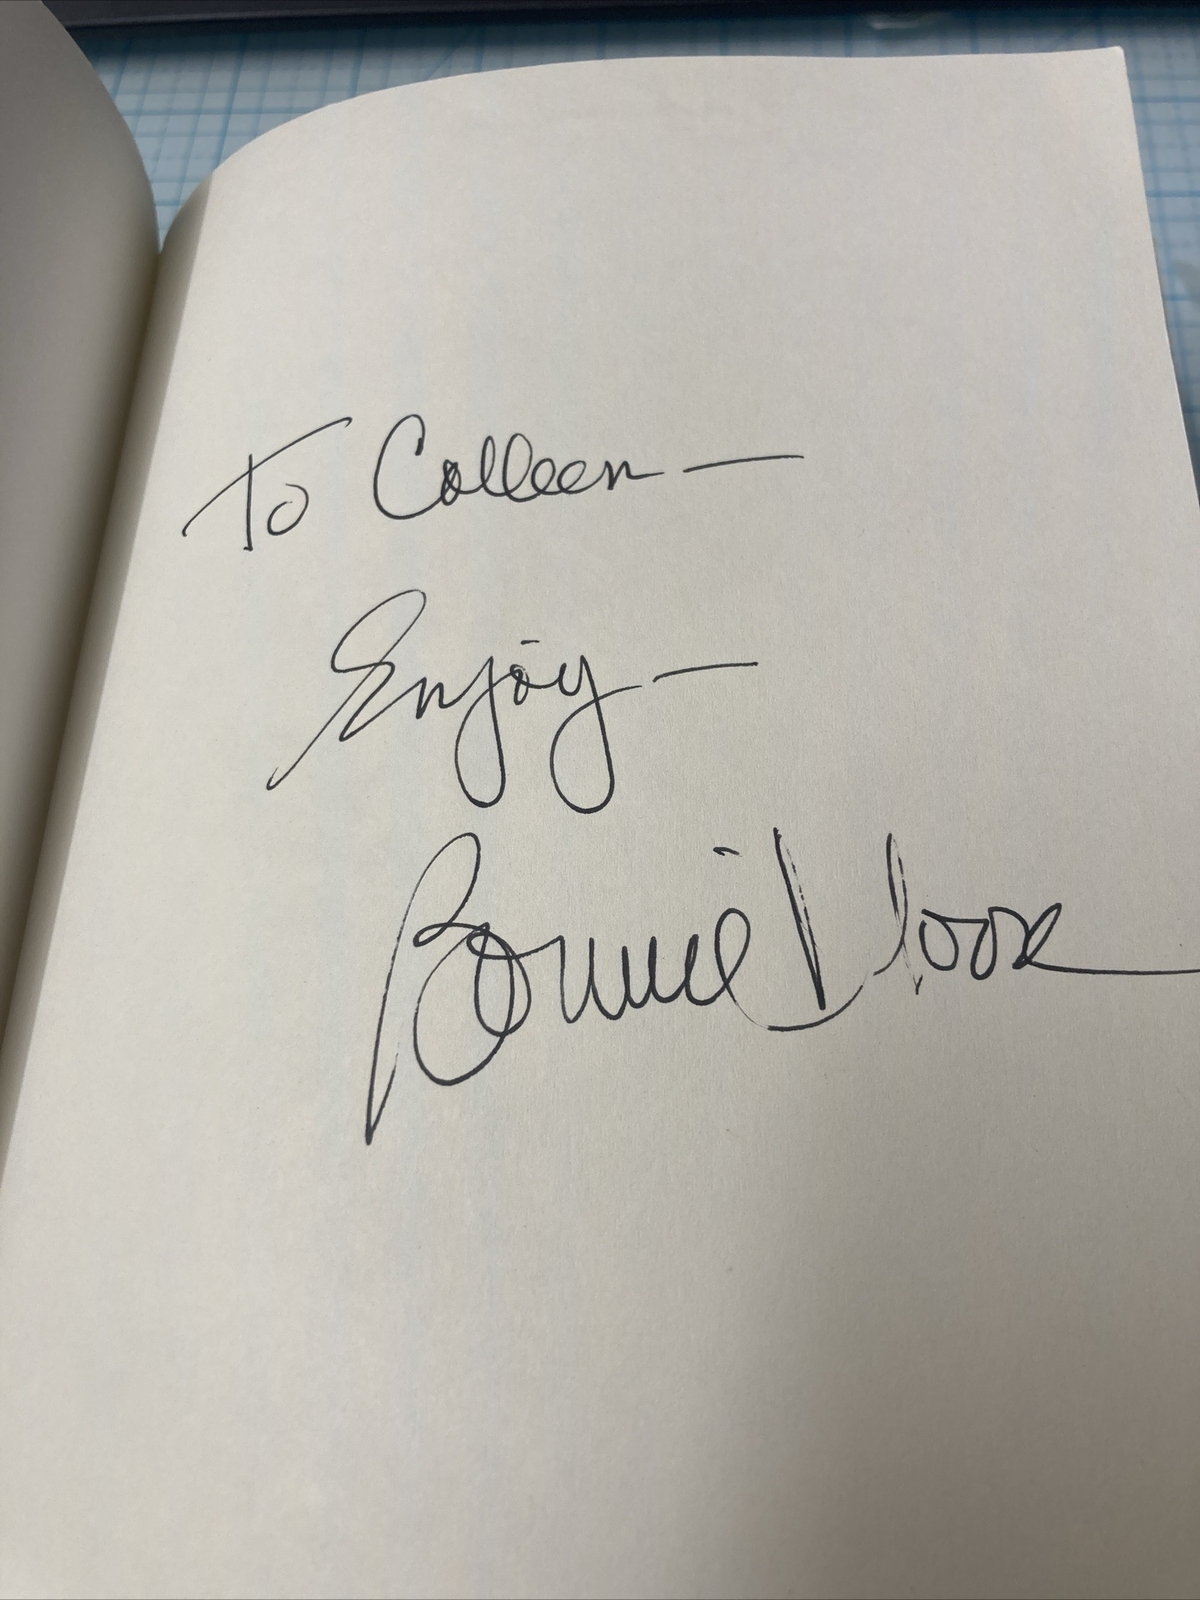 To Colleen —
Enjoy —
Bonnie